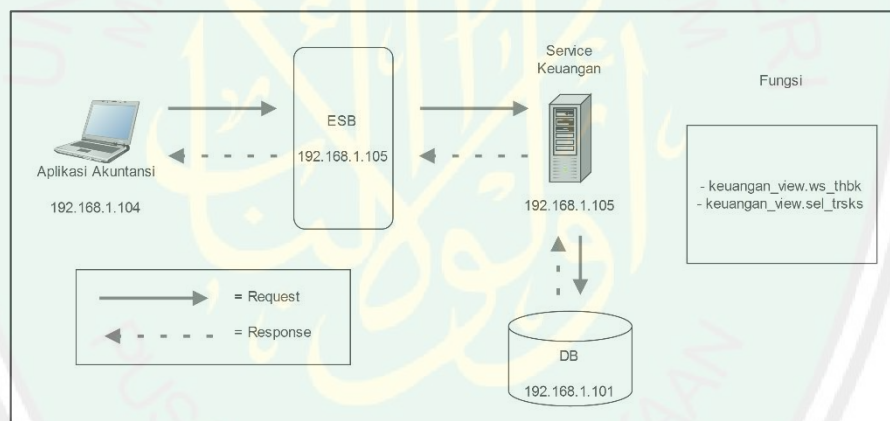 Service
Keuangan
Fungsi
ESB
192.168.1.105
Aplikasi Akuntansi
192.168.1.104
192.168.1.105
- keuangan_view.ws_thbk
- keuangan_view.sel_trsks
= Request
= Response
DB
192.168.1.101